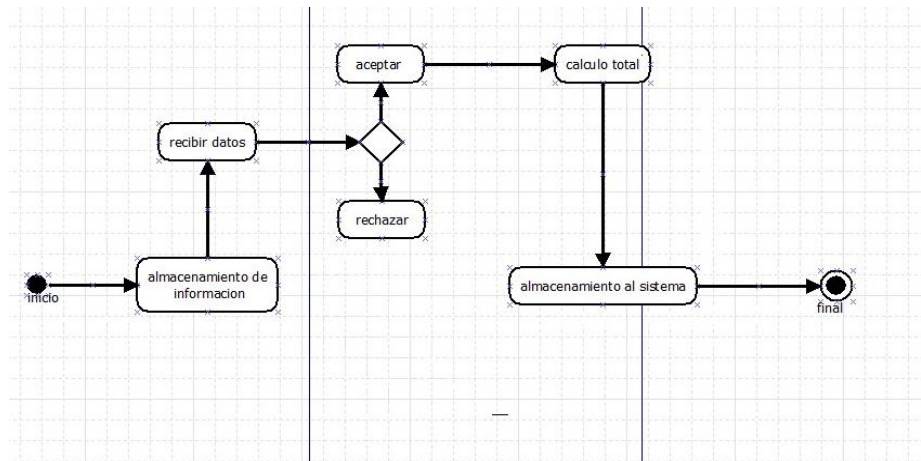 inicio
almacenamiento de
informacion
recibir datos
aceptar
rechazar
calculo total
almacenamiento al sistema
final